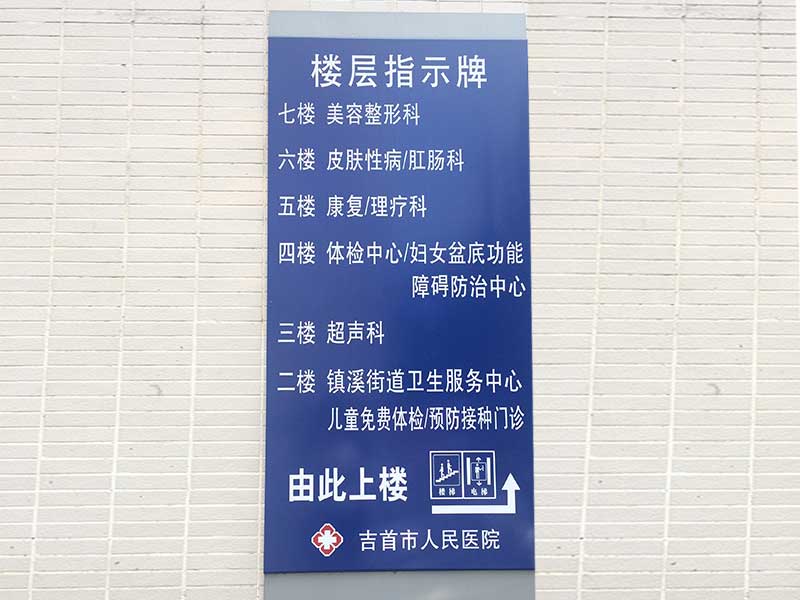 楼层指示牌
七楼 美容整形科
六楼 皮肤性病/肛肠科
五楼 康复/理疗科
四楼 体检中心/妇女盆底功能
障碍防治中心
三楼 超声科
二楼 镇溪街道卫生服务中心
儿童免费体检/预防接种门诊
由此上楼 楼梯 电梯
吉首市人民医院